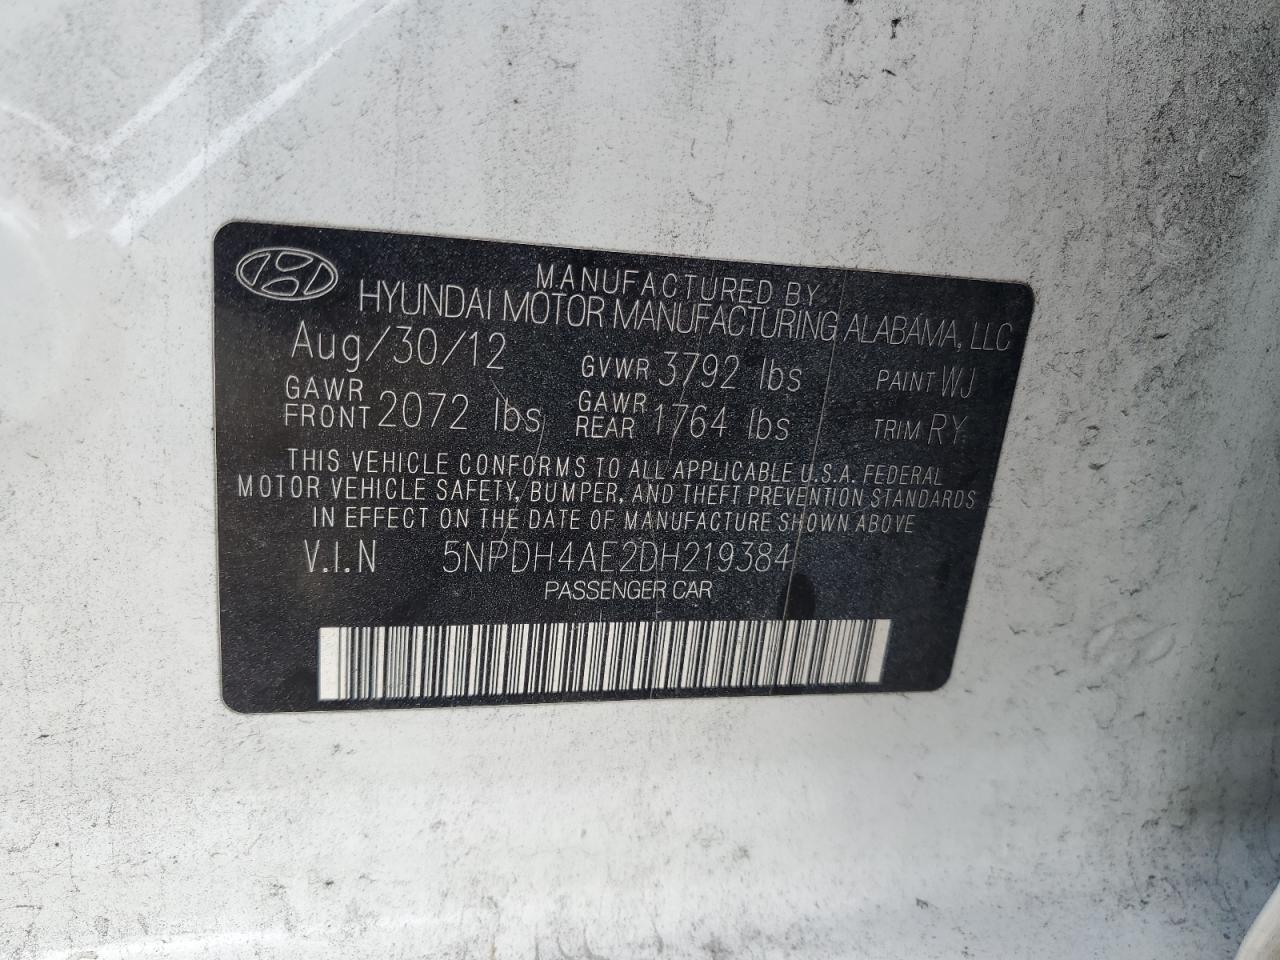 MANUFACTURED BY
HYUNDAI MOTOR MANUFACTURING ALABAMA, LLC
Aug/30/12 GVWR 3792 lbs PAINT WJ
GAWR FRONT 2072 lbs GAWR REAR 1764 lbs TRIM RY
THIS VEHICLE CONFORMS TO ALL APPLICABLE U.S.A. FEDERAL
MOTOR VEHICLE SAFETY, BUMPER, AND THEFT PREVENTION STANDARDS
IN EFFECT ON THE DATE OF MANUFACTURE SHOWN ABOVE
V.I.N 5NPDH4AE2DH219384
PASSENGER CAR